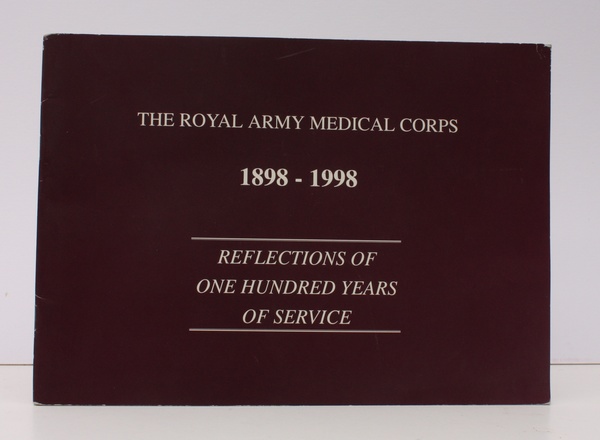 THE ROYAL ARMY MEDICAL CORPS
1898 - 1998
REFLECTIONS OF
ONE HUNDRED YEARS
OF SERVICE